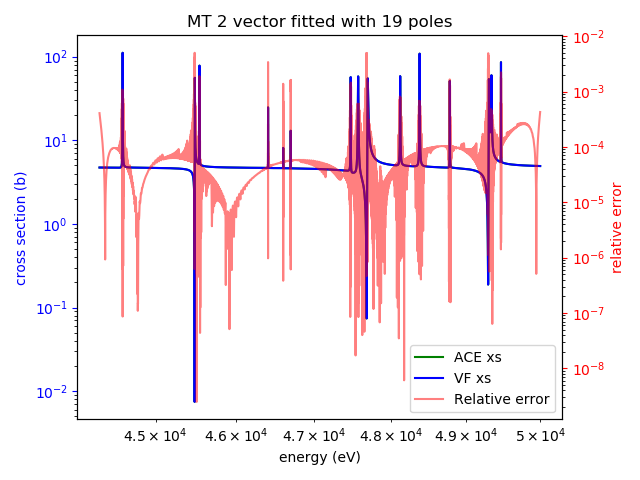 MT 2 vector fitted with 19 poles
cross section (b)
10²
10¹
10⁰
10⁻¹
10⁻²
10⁻²
10⁻³
10⁻⁴
10⁻⁵
10⁻⁶
10⁻⁷
10⁻⁸
relative error
ACE xs
VF xs
Relative error
4.5 × 10⁴ 4.6 × 10⁴ 4.7 × 10⁴ 4.8 × 10⁴ 4.9 × 10⁴ 5 × 10⁴
energy (eV)